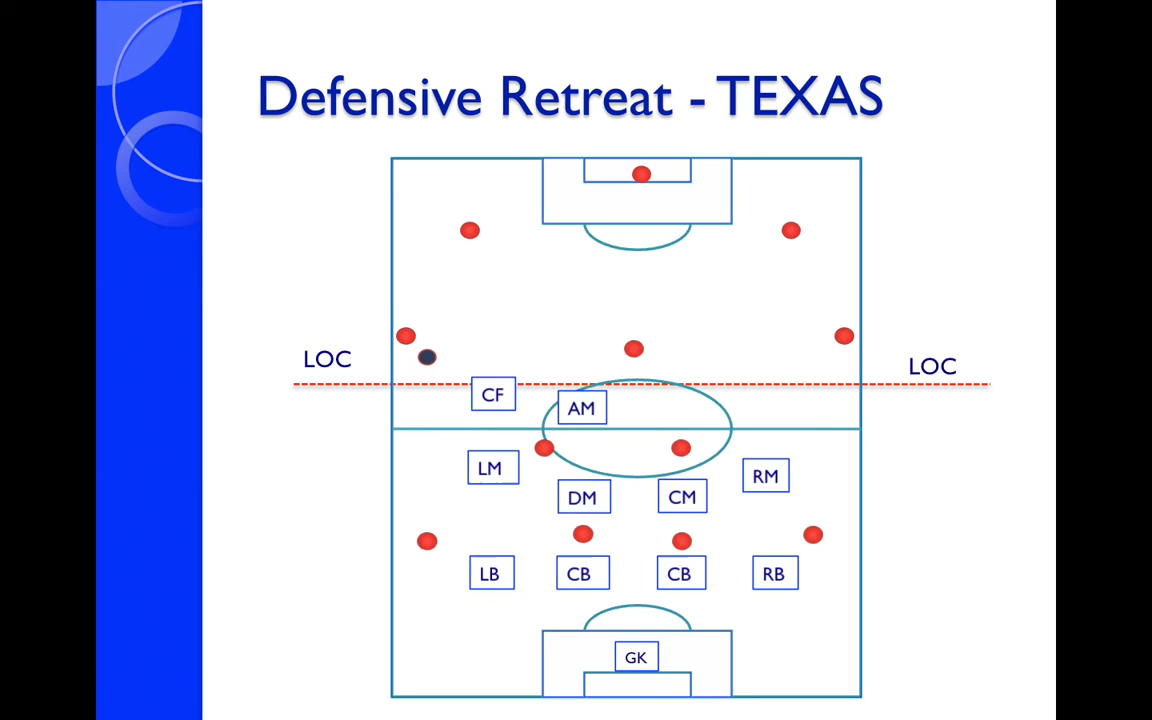 Defensive Retreat - TEXAS
LOC
LOC
CF
AM
LM
RM
DM
CM
LB
CB
CB
RB
GK